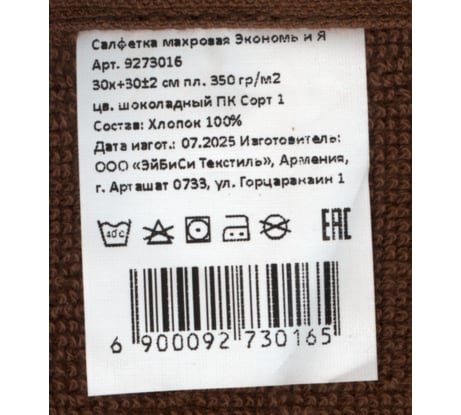 Салфетка махровая Экономь и Я
Арт. 9273016
30х+30±2 см пл. 350 гр/м2
цв. шоколадный ПК Сорт 1
Состав: Хлопок 100%
Дата изгот.: 07.2025 Изготовитель:
ООО «ЭйБиСи Текстиль», Армения,
г. Арташат 0733, ул. Горцаранаин 1
40 C
EAC
6 900092 730165